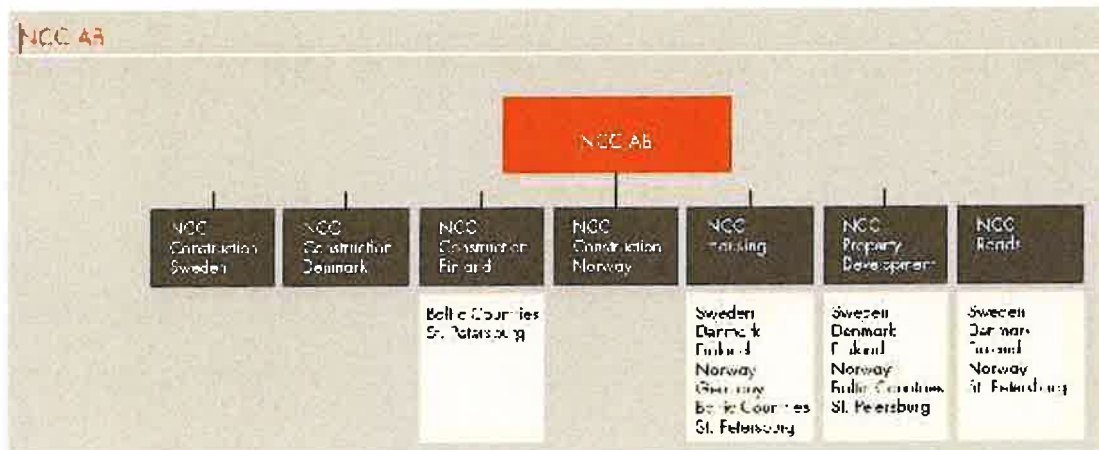 NCC AB
NCC AB
NCC
Construction
Sweden
NCC
Construction
Denmark
NCC
Construction
Finland
NCC
Construction
Norway
NCC
Housing
NCC
Property
Development
NCC
Roads
Baltic Countries
St. Petersburg
Sweden
Denmark
Finland
Norway
Germany
Baltic Countries
St. Petersburg
Sweden
Denmark
Finland
Norway
Baltic Countries
St. Petersburg
Sweden
Denmark
Finland
Norway
St. Petersburg